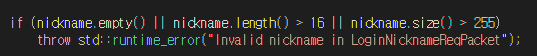 if (nickname.empty() || nickname.length() > 16 || nickname.size() > 255)
throw std::runtime_error("Invalid nickname in LoginNicknameReqPacket");